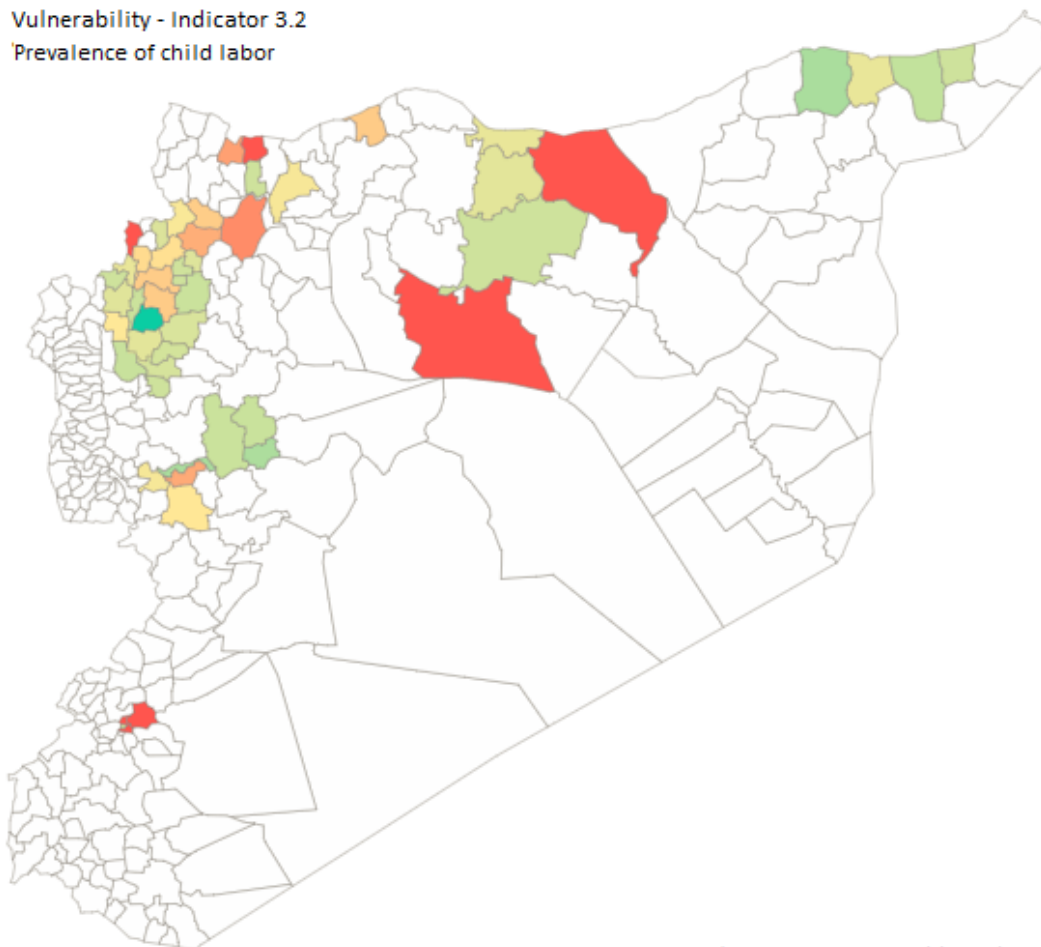 Vulnerability - Indicator 3.2
Prevalence of child labor